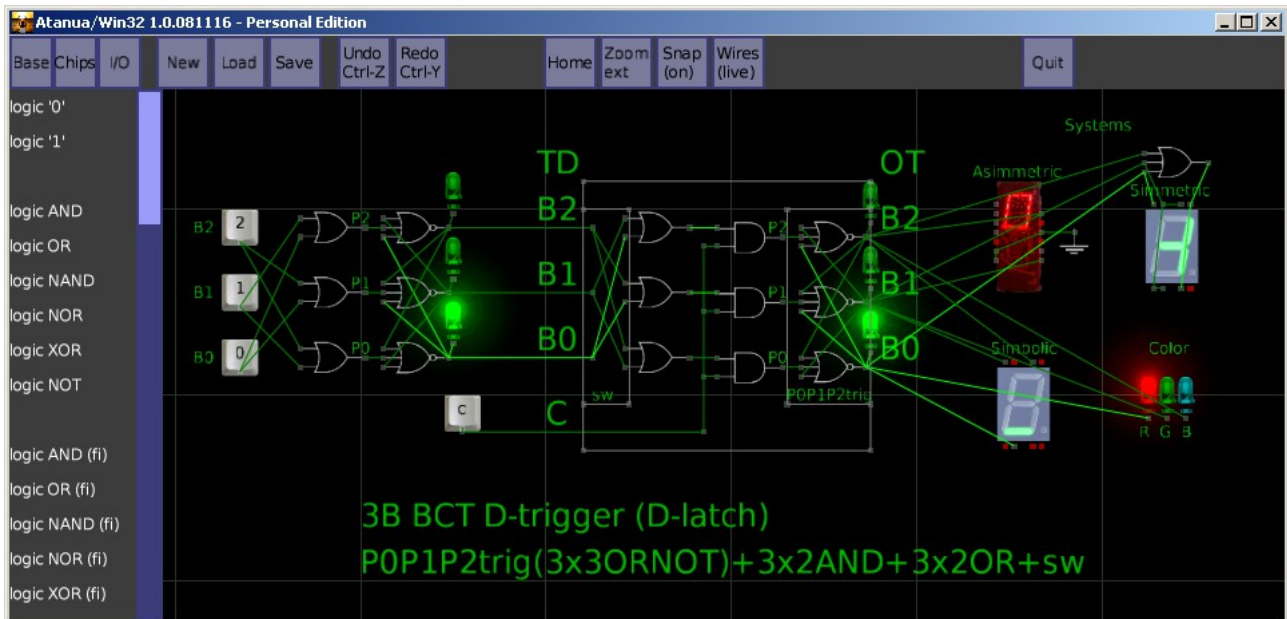 Atanua/Win32 1.0.081116 - Personal Edition
Base Chips I/O New Load Save Undo Ctrl-Z Redo Ctrl-Y Home Zoom ext Snap (on) Wires (live) Quit
logic '0'
logic '1'
logic AND
logic OR
logic NAND
logic NOR
logic XOR
logic NOT
logic AND (fi)
logic OR (fi)
logic NAND (fi)
logic NOR (fi)
logic XOR (fi)
Systems
TD OT
Asimmetric
Simmetric
B2 2 P2 B2 P2 B2
B1 1 P1 B1 P1 B1
B0 0 P0 B0 P0 B0
Simbolic Color
sw P0P1P2trig
C C
R G B
3B BCT D-trigger (D-latch)
P0P1P2trig(3x3ORNOT)+3x2AND+3x2OR+sw